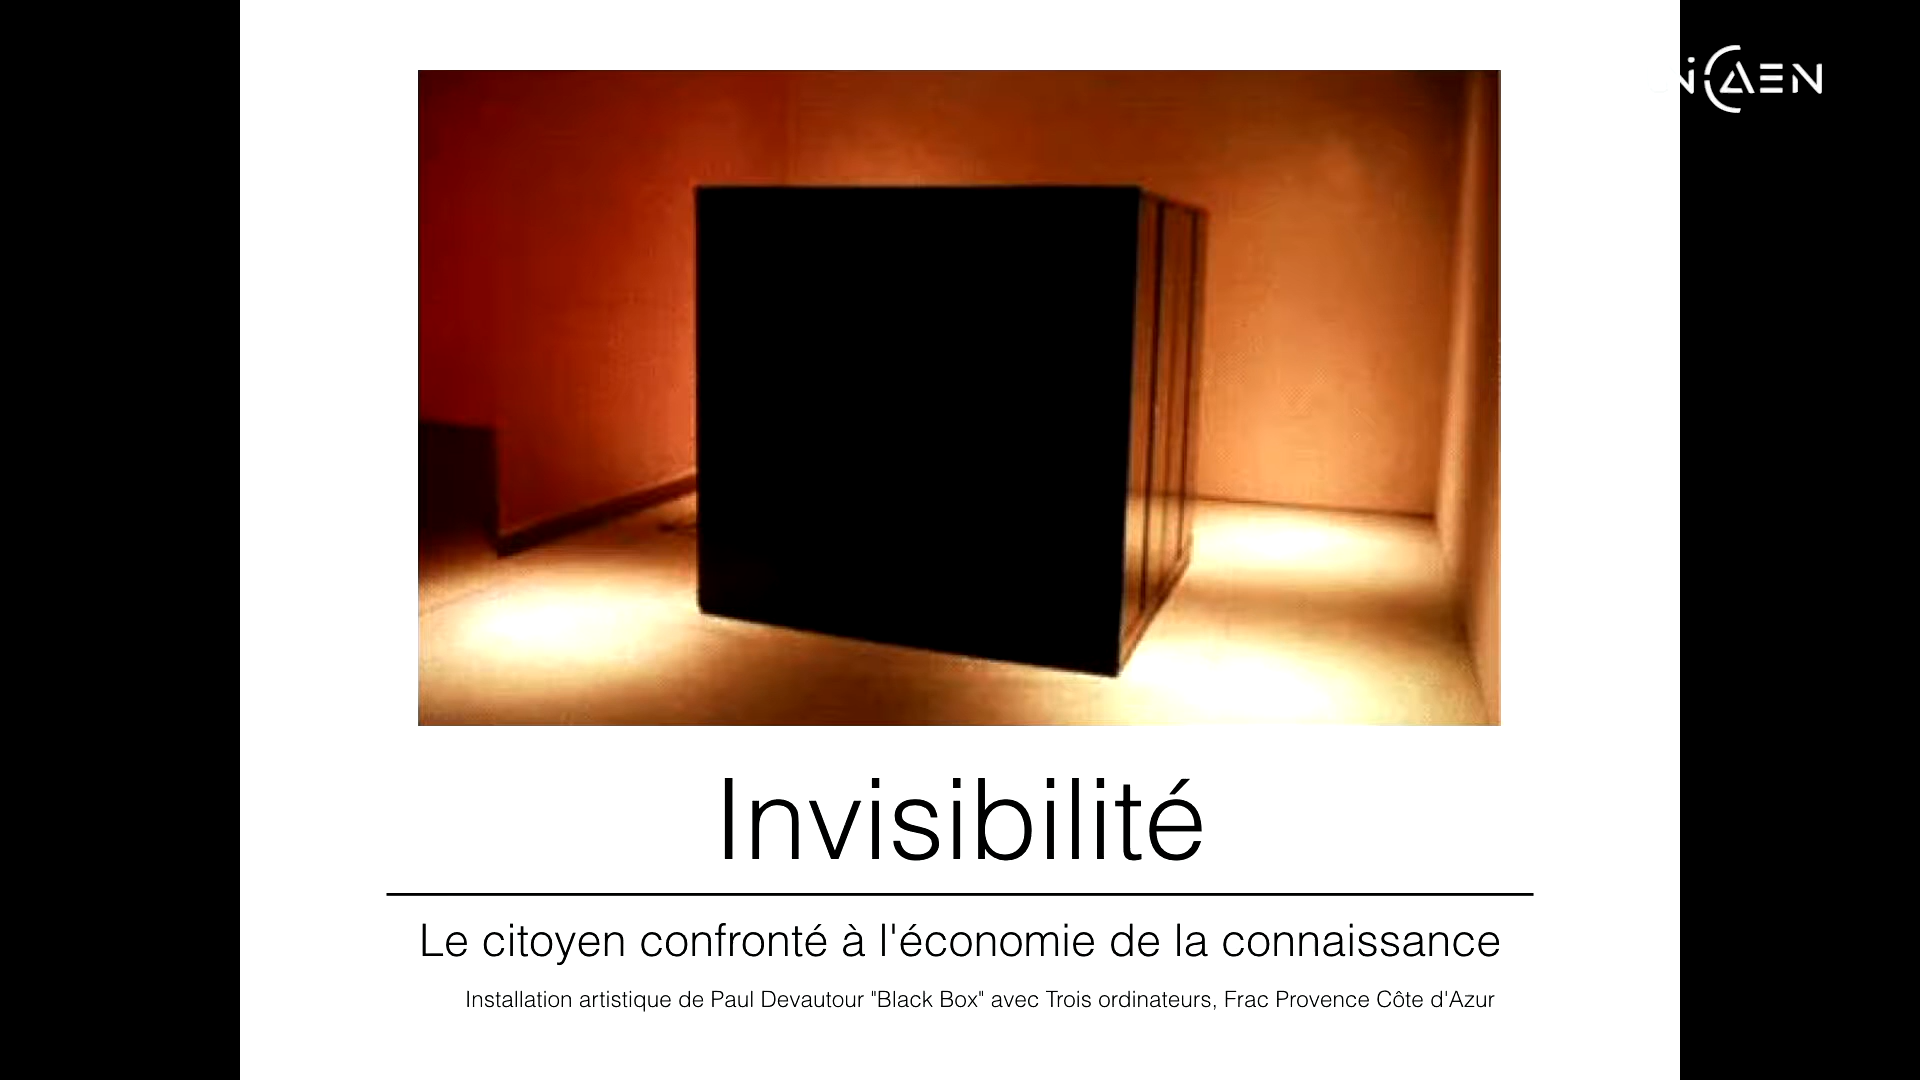 NiCAEN
Invisibilité
Le citoyen confronté à l'économie de la connaissance
Installation artistique de Paul Devautour "Black Box" avec Trois ordinateurs, Frac Provence Côte d'Azur